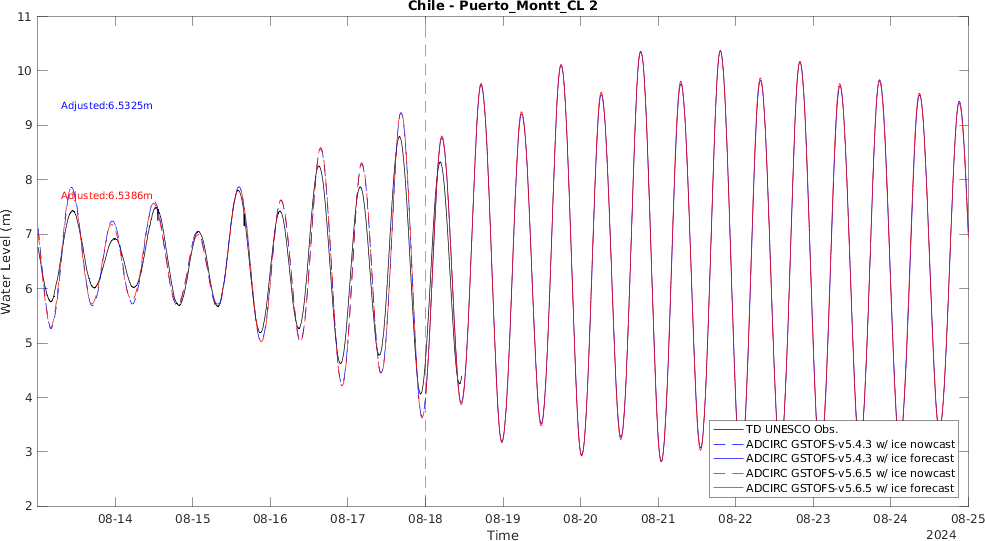 Chile - Puerto_Montt_CL 2
11
10
9
8
7
6
5
4
3
2
Water Level (m)
Adjusted:6.5325m
Adjusted:6.5386m
TD UNESCO Obs.
ADCIRC GSTOFS-v5.4.3 w/ ice nowcast
ADCIRC GSTOFS-v5.4.3 w/ ice forecast
ADCIRC GSTOFS-v5.6.5 w/ ice nowcast
ADCIRC GSTOFS-v5.6.5 w/ ice forecast
08-14 08-15 08-16 08-17 08-18 08-19 08-20 08-21 08-22 08-23 08-24 08-25
Time
2024